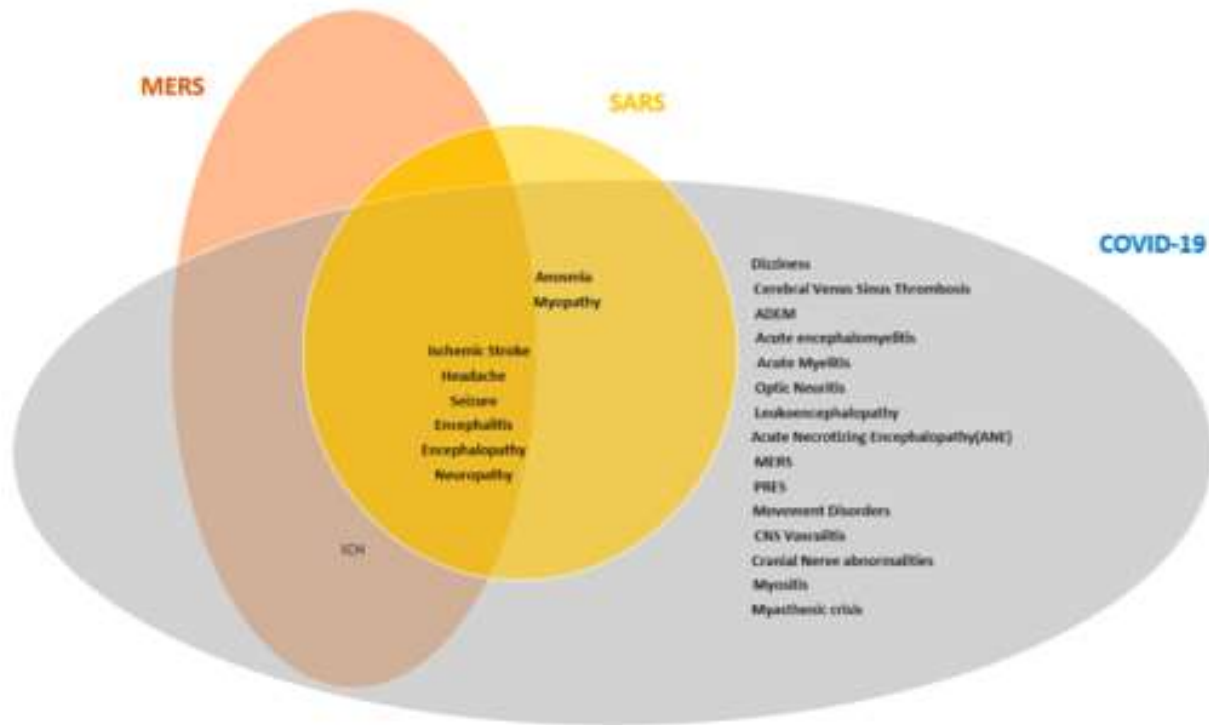 MERS
SARS
COVID-19
Anosmia
Myopathy
Ischemic Stroke
Headache
Seizure
Encephalitis
Encephalopathy
Neuropathy
ICH
Dizziness
Cerebral Venus Sinus Thrombosis
ADEM
Acute encephalomyelitis
Acute Myelitis
Optic Neuritis
Leukoencephalopathy
Acute Necrotizing Encephalopathy(ANE)
MERS
PRES
Movement Disorders
CNS Vasculitis
Cranial Nerve abnormalities
Myositis
Myasthenic crisis